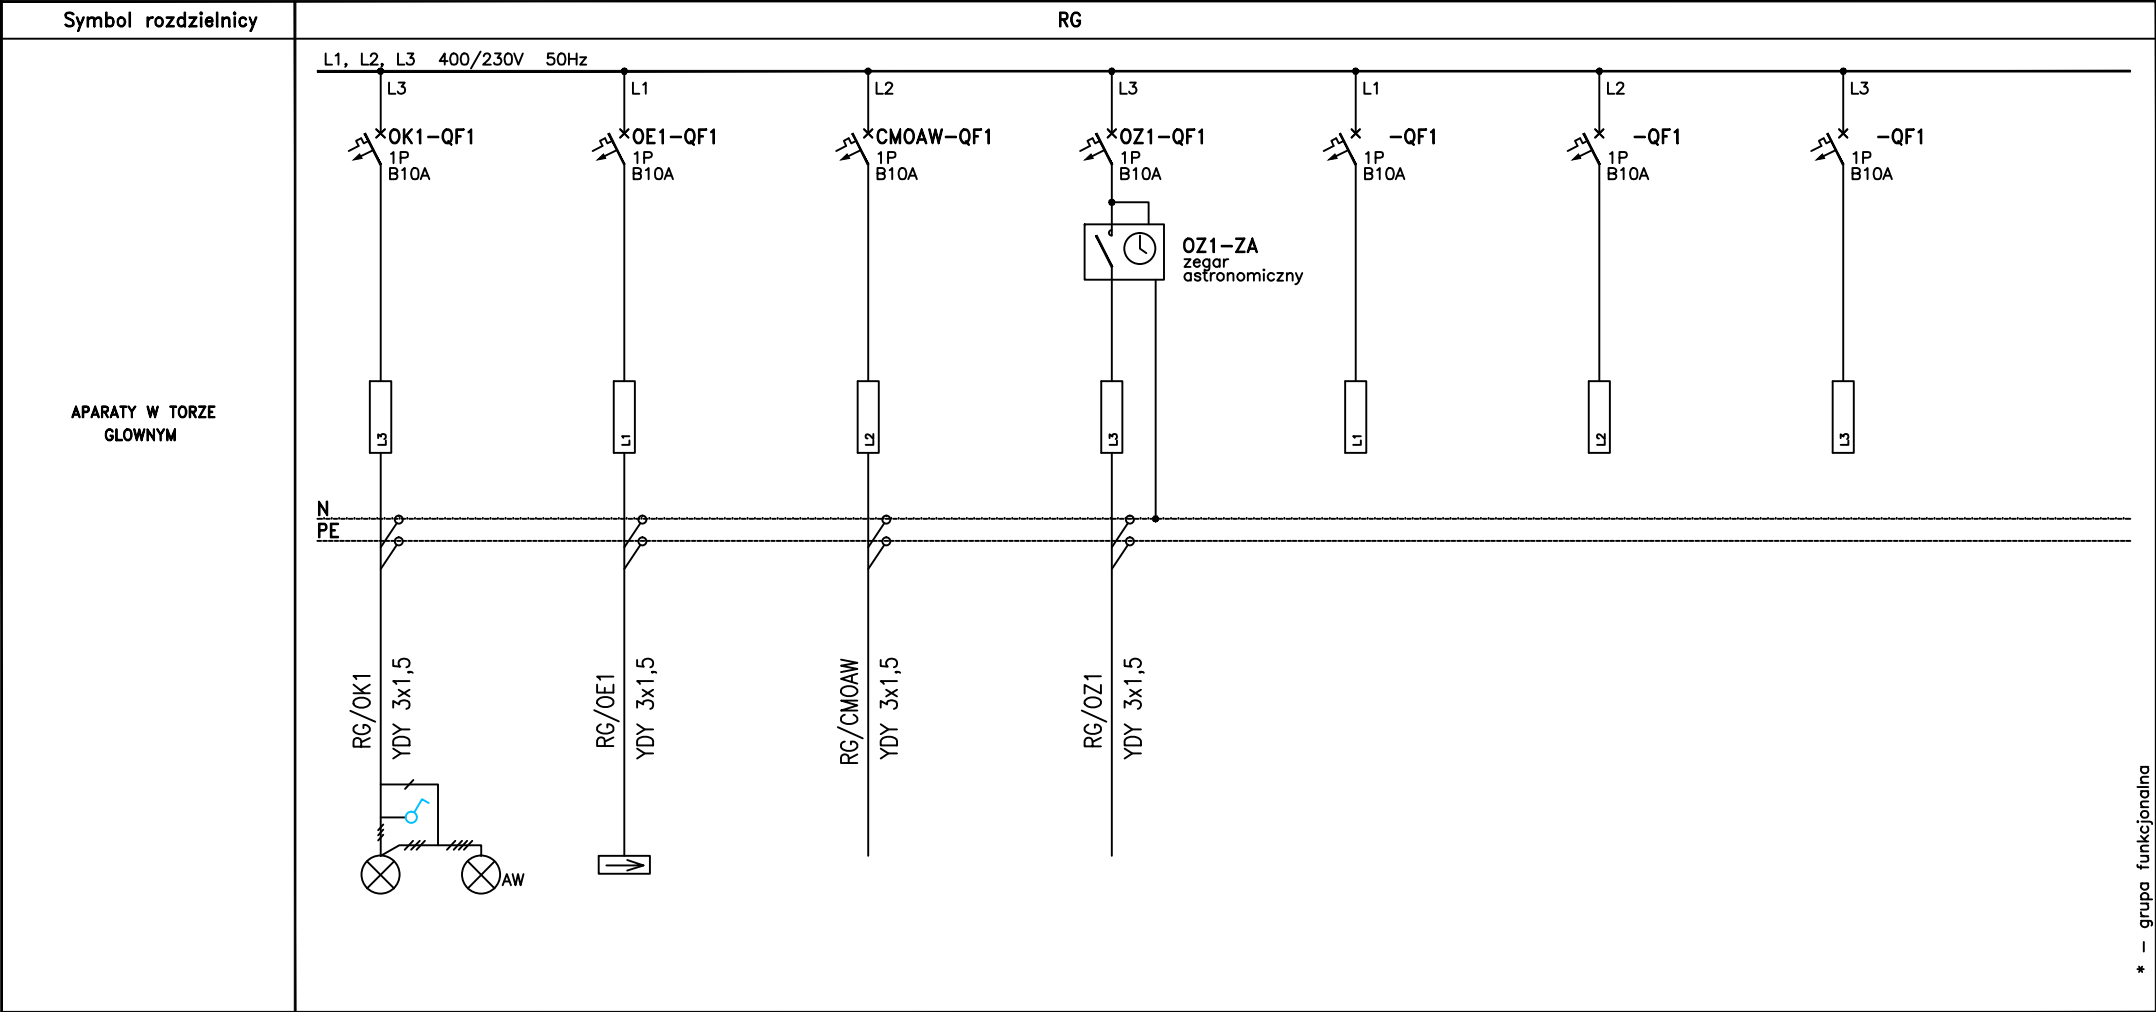 Symbol rozdzielnicy
RG
L1, L2, L3 400/230V 50Hz
L3
L1
L2
L3
L1
L2
L3
OK1-QF1
1P
B10A
OE1-QF1
1P
B10A
CMOAW-QF1
1P
B10A
OZ1-QF1
1P
B10A
-QF1
1P
B10A
-QF1
1P
B10A
-QF1
1P
B10A
OZ1-ZA
zegar
astronomiczny
APARATY W TORZE
GLOWNYM
L3
L1
L2
L3
L1
L2
L3
N
PE
RG/OK1
YDY 3x1,5
RG/OE1
YDY 3x1,5
RG/CMOAW
YDY 3x1,5
RG/OZ1
YDY 3x1,5
AW
* - grupa funkcjonalna